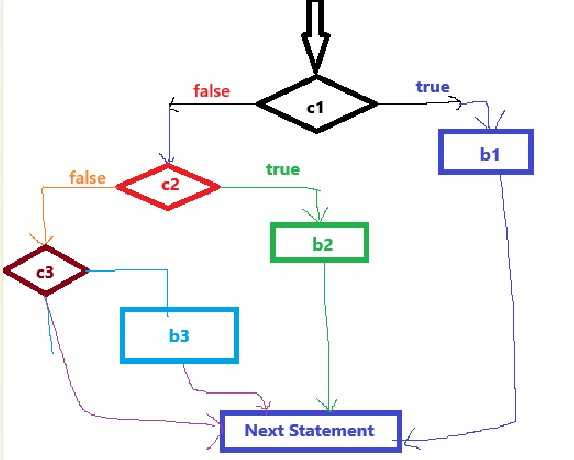 false
true
c1
b1
false
c2
true
b2
c3
b3
Next Statement